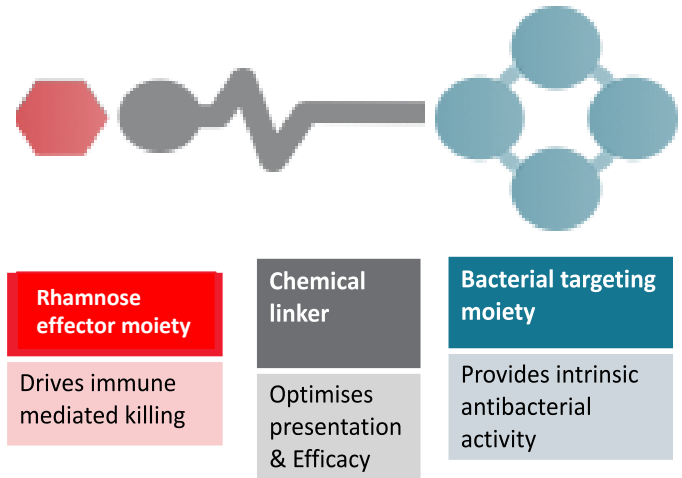 Rhamnose
effector moiety
Drives immune
mediated killing
Chemical
linker
Optimises
presentation
& Efficacy
Bacterial targeting
moiety
Provides intrinsic
antibacterial
activity